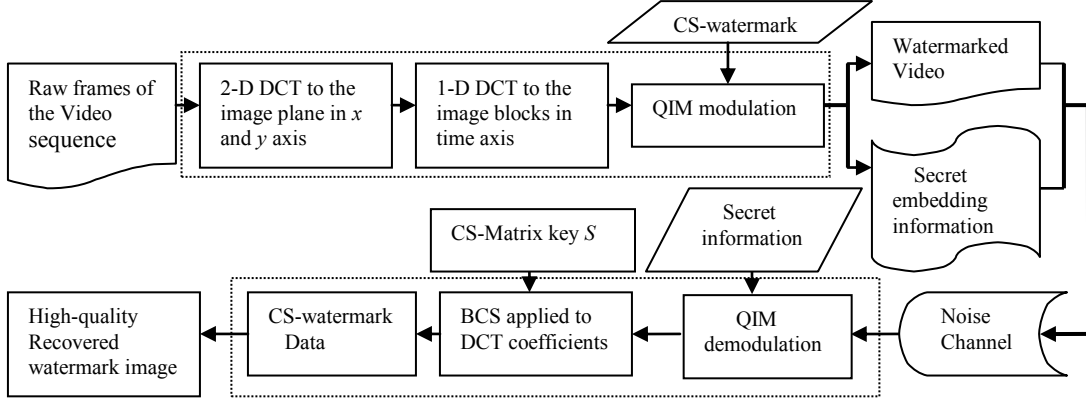 CS-watermark
Raw frames of
the Video
sequence
2-D DCT to the
image plane in x
and y axis
1-D DCT to the
image blocks in
time axis
QIM modulation
Watermarked
Video
Secret
embedding
information
CS-Matrix key S
Secret
information
High-quality
Recovered
watermark image
CS-watermark
Data
BCS applied to
DCT coefficients
QIM
demodulation
Noise
Channel